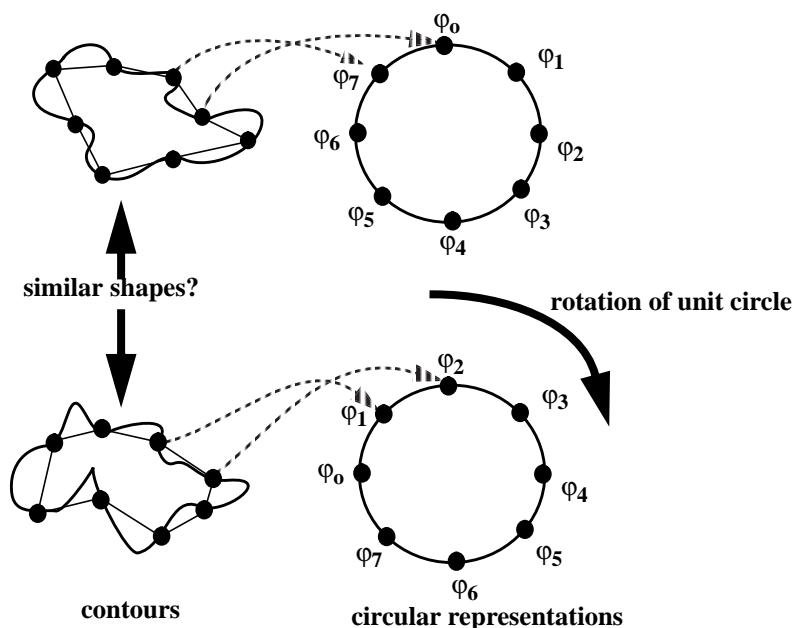 φo
φ7 φ1
φ6 φ2
φ5 φ3
φ4
similar shapes?
rotation of unit circle
φ2
φ1 φ3
φo φ4
φ7 φ5
φ6
contours circular representations